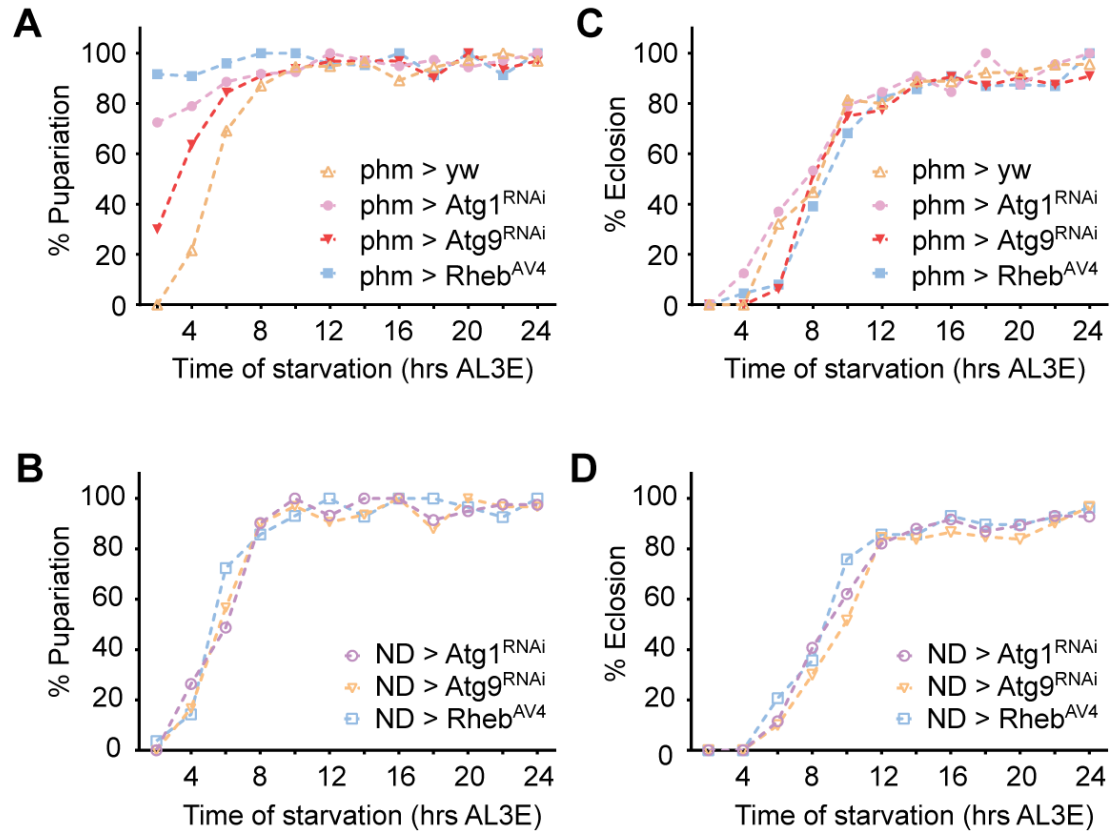 A
% Pupariation
100
80
60
40
20
0
phm > yw
phm > Atg1RNAi
phm > Atg9RNAi
phm > RhebAV4
4 8 12 16 20 24
Time of starvation (hrs AL3E)
C
% Eclosion
100
80
60
40
20
0
phm > yw
phm > Atg1RNAi
phm > Atg9RNAi
phm > RhebAV4
4 8 12 16 20 24
Time of starvation (hrs AL3E)
B
% Pupariation
100
80
60
40
20
0
ND > Atg1RNAi
ND > Atg9RNAi
ND > RhebAV4
4 8 12 16 20 24
Time of starvation (hrs AL3E)
D
% Eclosion
100
80
60
40
20
0
ND > Atg1RNAi
ND > Atg9RNAi
ND > RhebAV4
4 8 12 16 20 24
Time of starvation (hrs AL3E)